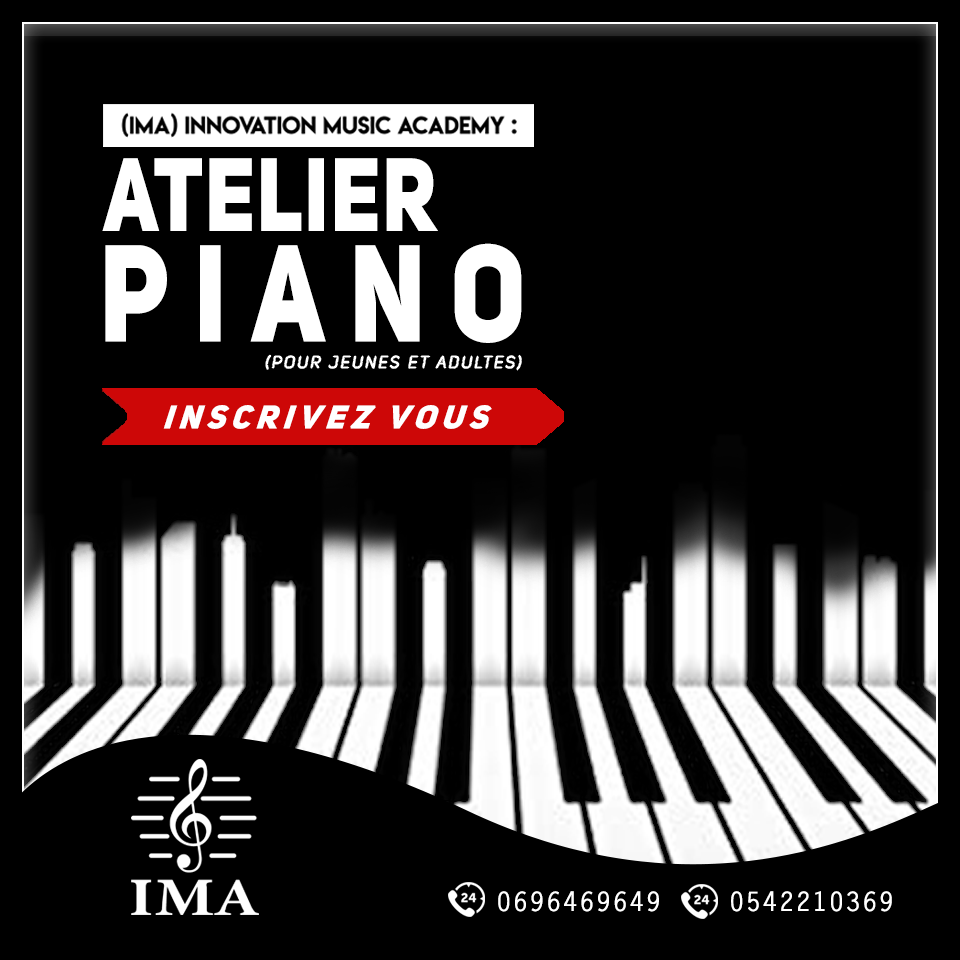 (IMA) INNOVATION MUSIC ACADEMY :
ATELIER
PIANO
(POUR JEUNES ET ADULTES)
INSCRIVEZ VOUS
IMA
24 0696469649 24 0542210369